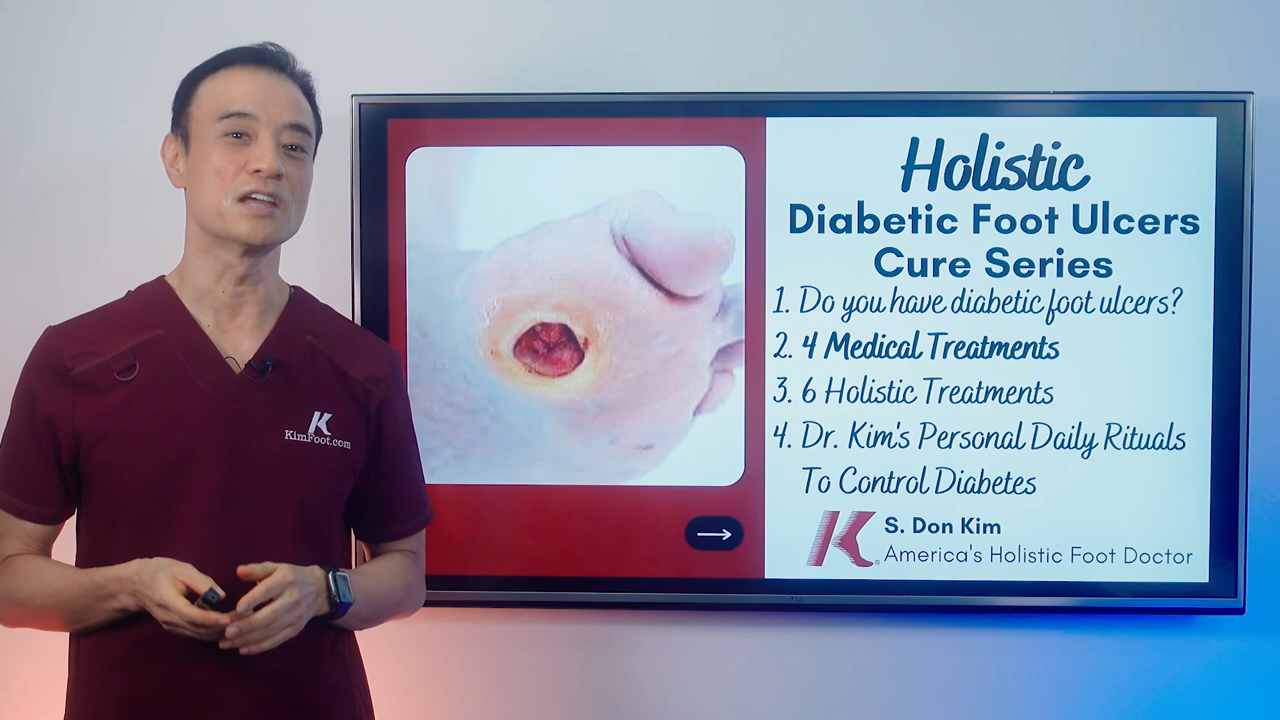 K
KimFoot.com
Holistic
Diabetic Foot Ulcers
Cure Series
1. Do you have diabetic foot ulcers?
2. 4 Medical Treatments
3. 6 Holistic Treatments
4. Dr. Kim's Personal Daily Rituals
To Control Diabetes
K®
S. Don Kim
America's Holistic Foot Doctor
LG